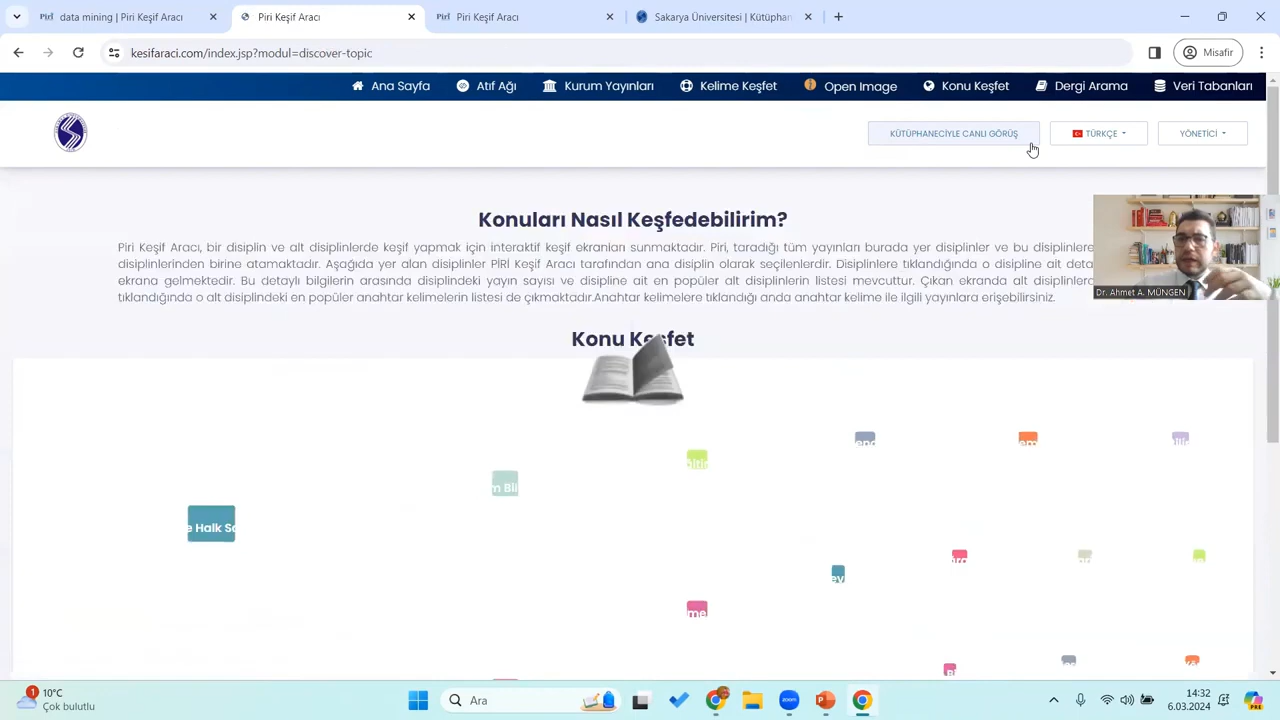 data mining | Piri Keşif Aracı
Piri Keşif Aracı
Piri Keşif Aracı
Sakarya Üniversitesi | Kütüphan
kesifaraci.com/index.jsp?modul=discover-topic
Misafir
Ana Sayfa
Atıf Ağı
Kurum Yayınları
Kelime Keşfet
Open Image
Konu Keşfet
Dergi Arama
Veri Tabanları
KÜTÜPHANECİYLE CANLI GÖRÜŞ
TÜRKÇE
YÖNETİCİ
Konuları Nasıl Keşfedebilirim?
Piri Keşif Aracı, bir disiplin ve alt disiplinlerde keşif yapmak için interaktif keşif ekranları sunmaktadır. Piri, taradığı tüm yayınları burada yer disiplinler ve bu disiplinlere
disiplinlerinden birine atamaktadır. Aşağıda yer alan disiplinler PİRİ Keşif Aracı tarafından ana disiplin olarak seçilenlerdir. Disiplinlere tıklandığında o disipline ait deta
ekrana gelmektedir. Bu detaylı bilgilerin arasında disiplindeki yayın sayısı ve disipline ait en popüler alt disiplinlerin listesi mevcuttur. Çıkan ekranda alt disiplinlere
tıklandığında o alt disiplindeki en popüler anahtar kelimelerin listesi de çıkmaktadır.Anahtar kelimelere tıklandığı anda anahtar kelime ile ilgili yayınlara erişebilirsiniz.
Dr. Ahmet A. MÜNGEN
Konu Keşfet
e Halk Sa
m Bili
1
10°C
Çok bulutlu
Ara
14:32
6.03.2024